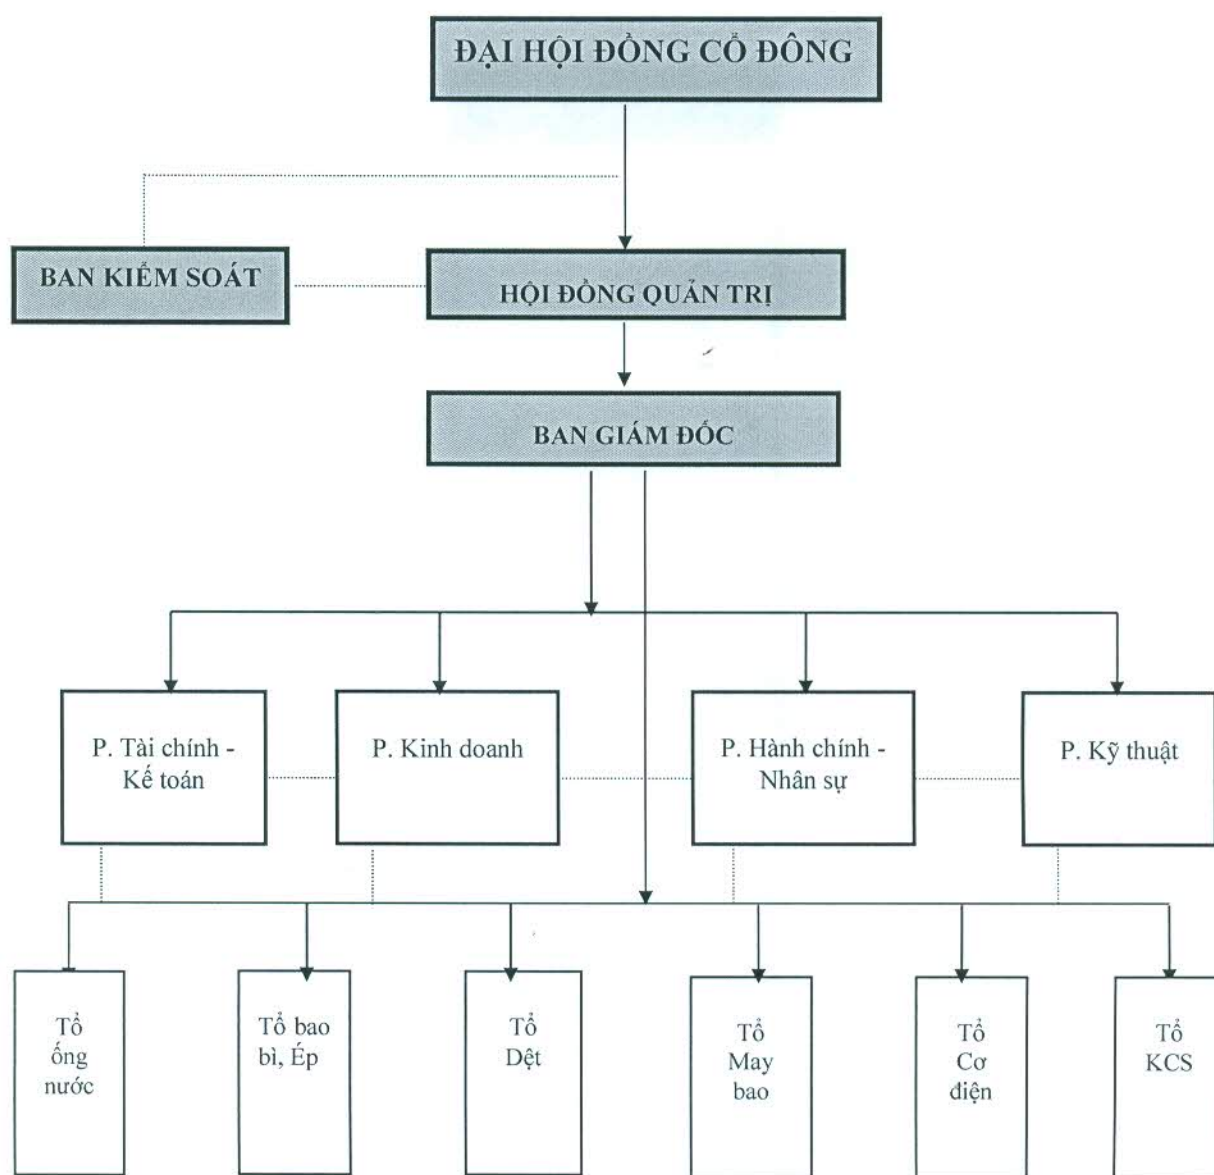 ĐẠI HỘI ĐỒNG CỔ ĐÔNG
BAN KIỂM SOÁT
HỘI ĐỒNG QUẢN TRỊ
BAN GIÁM ĐỐC
P. Tài chính -
Kế toán
P. Kinh doanh
P. Hành chính -
Nhân sự
P. Kỹ thuật
Tổ
ống
nước
Tổ bao
bì, Ép
Tổ
Dệt
Tổ
May
bao
Tổ
Cơ
điện
Tổ
KCS